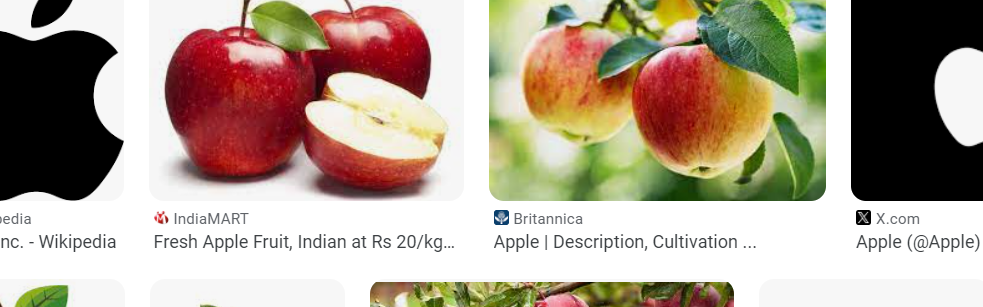 pedia
IndiaMART
Britannica
X.com
nc. - Wikipedia
Fresh Apple Fruit, Indian at Rs 20/kg...
Apple | Description, Cultivation ...
Apple (@Apple)